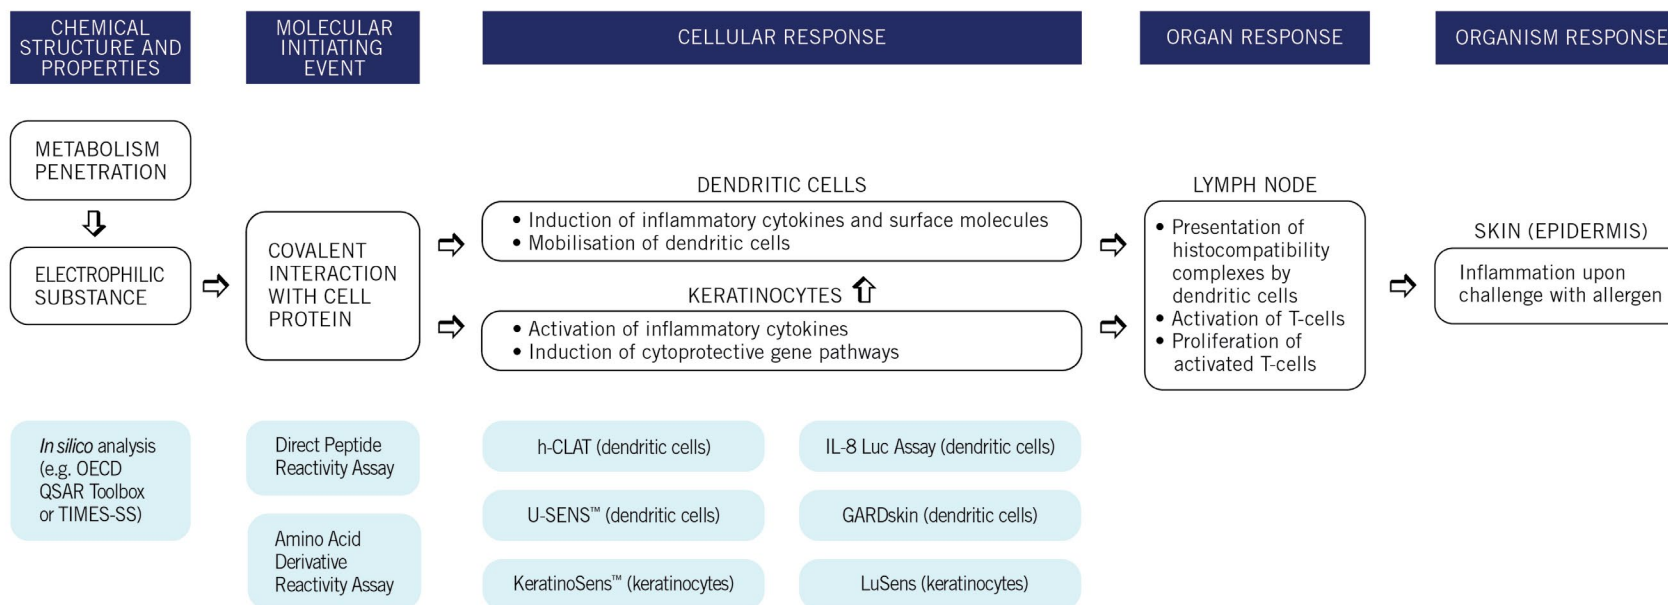 CHEMICAL
STRUCTURE AND
PROPERTIES
MOLECULAR
INITIATING
EVENT
CELLULAR RESPONSE
ORGAN RESPONSE
ORGANISM RESPONSE
METABOLISM
PENETRATION
ELECTROPHILIC
SUBSTANCE
COVALENT
INTERACTION
WITH CELL
PROTEIN
DENDRITIC CELLS
• Induction of inflammatory cytokines and surface molecules
• Mobilisation of dendritic cells
KERATINOCYTES
• Activation of inflammatory cytokines
• Induction of cytoprotective gene pathways
LYMPH NODE
• Presentation of
histocompatibility
complexes by
dendritic cells
• Activation of T-cells
• Proliferation of
activated T-cells
SKIN (EPIDERMIS)
Inflammation upon
challenge with allergen
In silico analysis
(e.g. OECD
QSAR Toolbox
or TIMES-SS)
Direct Peptide
Reactivity Assay
Amino Acid
Derivative
Reactivity Assay
h-CLAT (dendritic cells)
IL-8 Luc Assay (dendritic cells)
U-SENS™ (dendritic cells)
GARDskin (dendritic cells)
KeratinoSens™ (keratinocytes)
LuSens (keratinocytes)